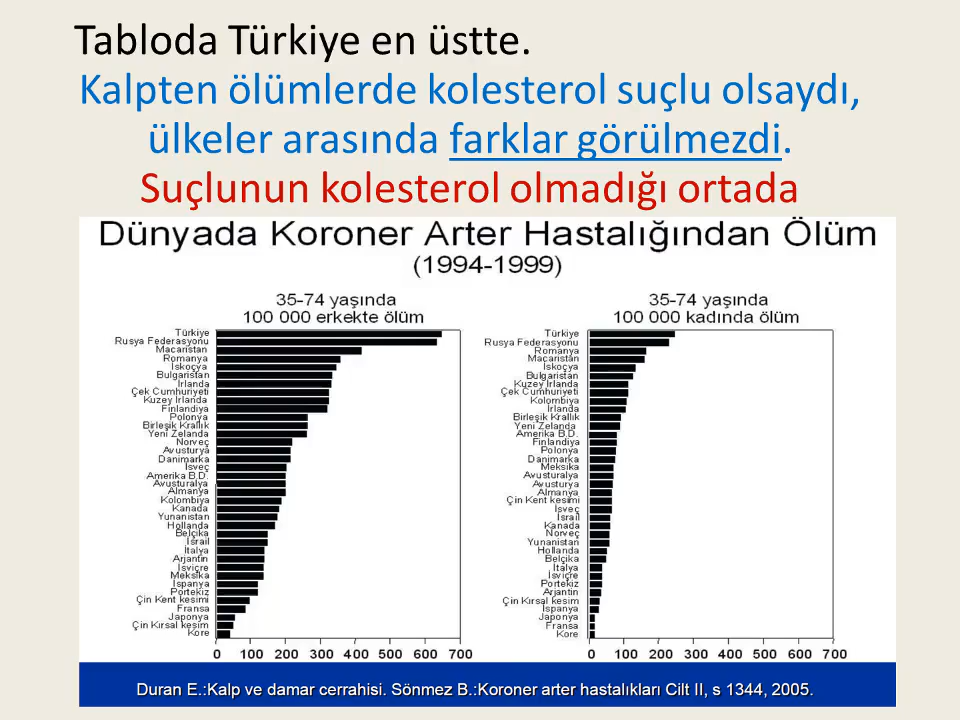 Tabloda Türkiye en üstte.
Kalpten ölümlerde kolesterol suçlu olsaydı,
ülkeler arasında farklar görülmezdi.
Suçlunun kolesterol olmadığı ortada
Dünyada Koroner Arter Hastalığından Ölüm
(1994-1999)
35-74 yaşında
100 000 erkekte ölüm
Türkiye
Rusya Federasyonu
Macaristan
Romanya
İskoçya
Bulgaristan
İrlanda
Çek Cumhuriyeti
Kuzey İrlanda
Finlandiya
Polonya
Birleşik Krallık
Yeni Zelanda
Norveç
Avusturya
Danimarka
İsveç
Amerika B.D.
Avusturalya
Almanya
Kolombiya
Kanada
Yunanistan
Hollanda
Belçika
İsrail
İtalya
Arjantin
İsviçre
Meksika
İspanya
Portekiz
Çin Kent kesimi
Fransa
Japonya
Çin Kırsal kesim
Kore
0 100 200 300 400 500 600 700
35-74 yaşında
100 000 kadında ölüm
Türkiye
Rusya Federasyonu
Romanya
Macaristan
İskoçya
Bulgaristan
Kuzey İrlanda
Çek Cumhuriyeti
Kolombiya
İrlanda
Birleşik Krallık
Yeni Zelanda
Amerika B.D.
Finlandiya
Polonya
Danimarka
Meksika
Avusturalya
Avusturya
Almanya
Çin Kent kesimi
İsveç
İsrail
Kanada
Norveç
Yunanistan
Hollanda
Belçika
İtalya
İsviçre
Portekiz
Arjantin
Çin Kırsal kesim
İspanya
Japonya
Fransa
Kore
0 100 200 300 400 500 600 700
Duran E.:Kalp ve damar cerrahisi. Sönmez B.:Koroner arter hastalıkları Cilt II, s 1344, 2005.